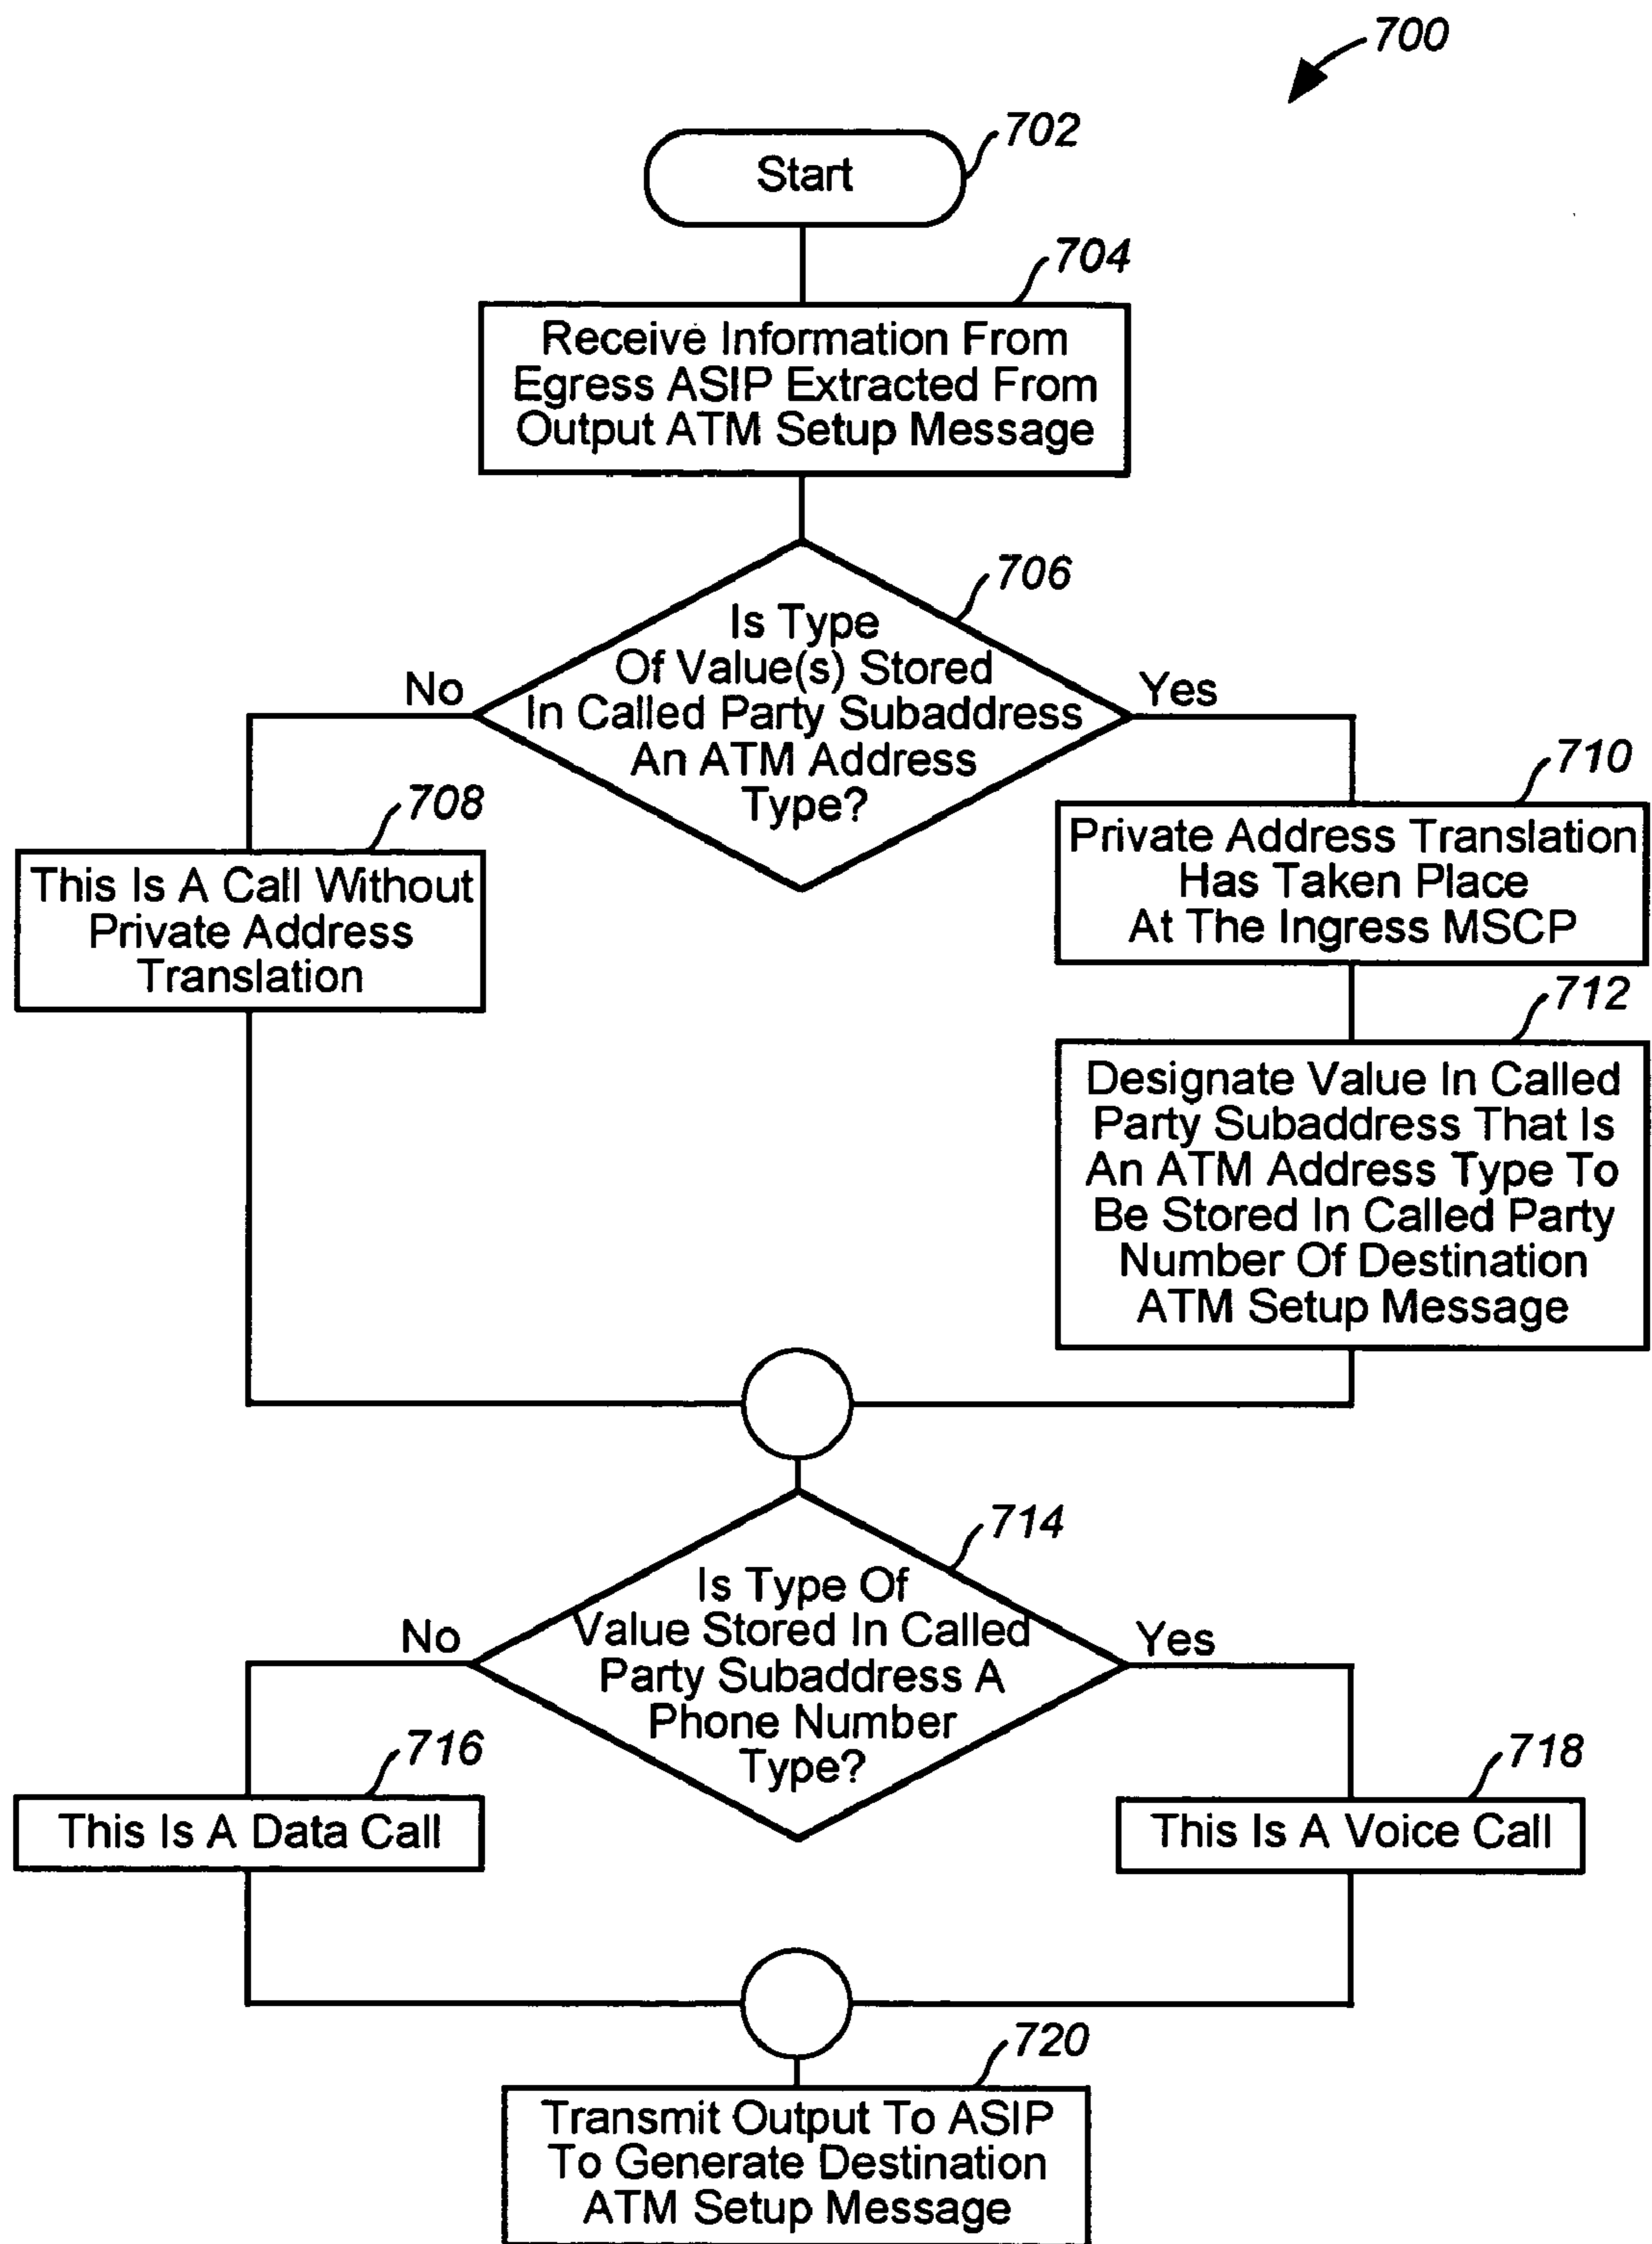 700
702
Start
704
Receive Information From
Egress ASIP Extracted From
Output ATM Setup Message
706
Is Type
Of Value(s) Stored
In Called Party Subaddress
An ATM Address
Type?
No
Yes
708
This Is A Call Without
Private Address
Translation
710
Private Address Translation
Has Taken Place
At The Ingress MSCP
712
Designate Value In Called
Party Subaddress That Is
An ATM Address Type To
Be Stored In Called Party
Number Of Destination
ATM Setup Message
714
Is Type Of
Value Stored In Called
Party Subaddress A
Phone Number
Type?
No
Yes
716
This Is A Data Call
718
This Is A Voice Call
720
Transmit Output To ASIP
To Generate Destination
ATM Setup Message